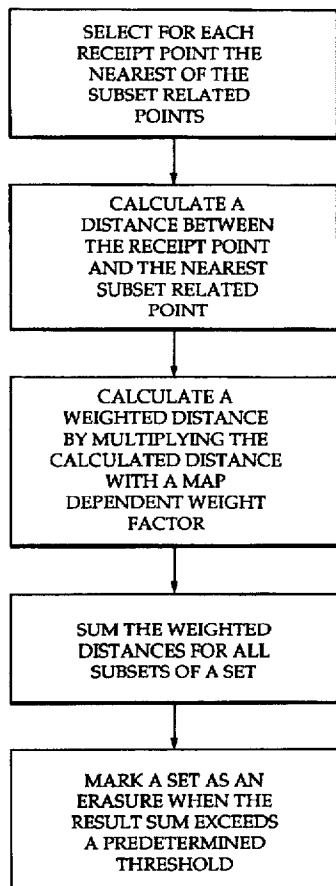 SELECT FOR EACH
RECEIPT POINT THE
NEAREST OF THE
SUBSET RELATED
POINTS
CALCULATE A
DISTANCE BETWEEN
THE RECEIPT POINT
AND THE NEAREST
SUBSET RELATED
POINT
CALCULATE A
WEIGHTED DISTANCE
BY MULTIPLYING THE
CALCULATED DISTANCE
WITH A MAP
DEPENDENT WEIGHT
FACTOR
SUM THE WEIGHTED
DISTANCES FOR ALL
SUBSETS OF A SET
MARK A SET AS AN
ERASURE WHEN THE
RESULT SUM EXCEEDS
A PREDETERMINED
THRESHOLD